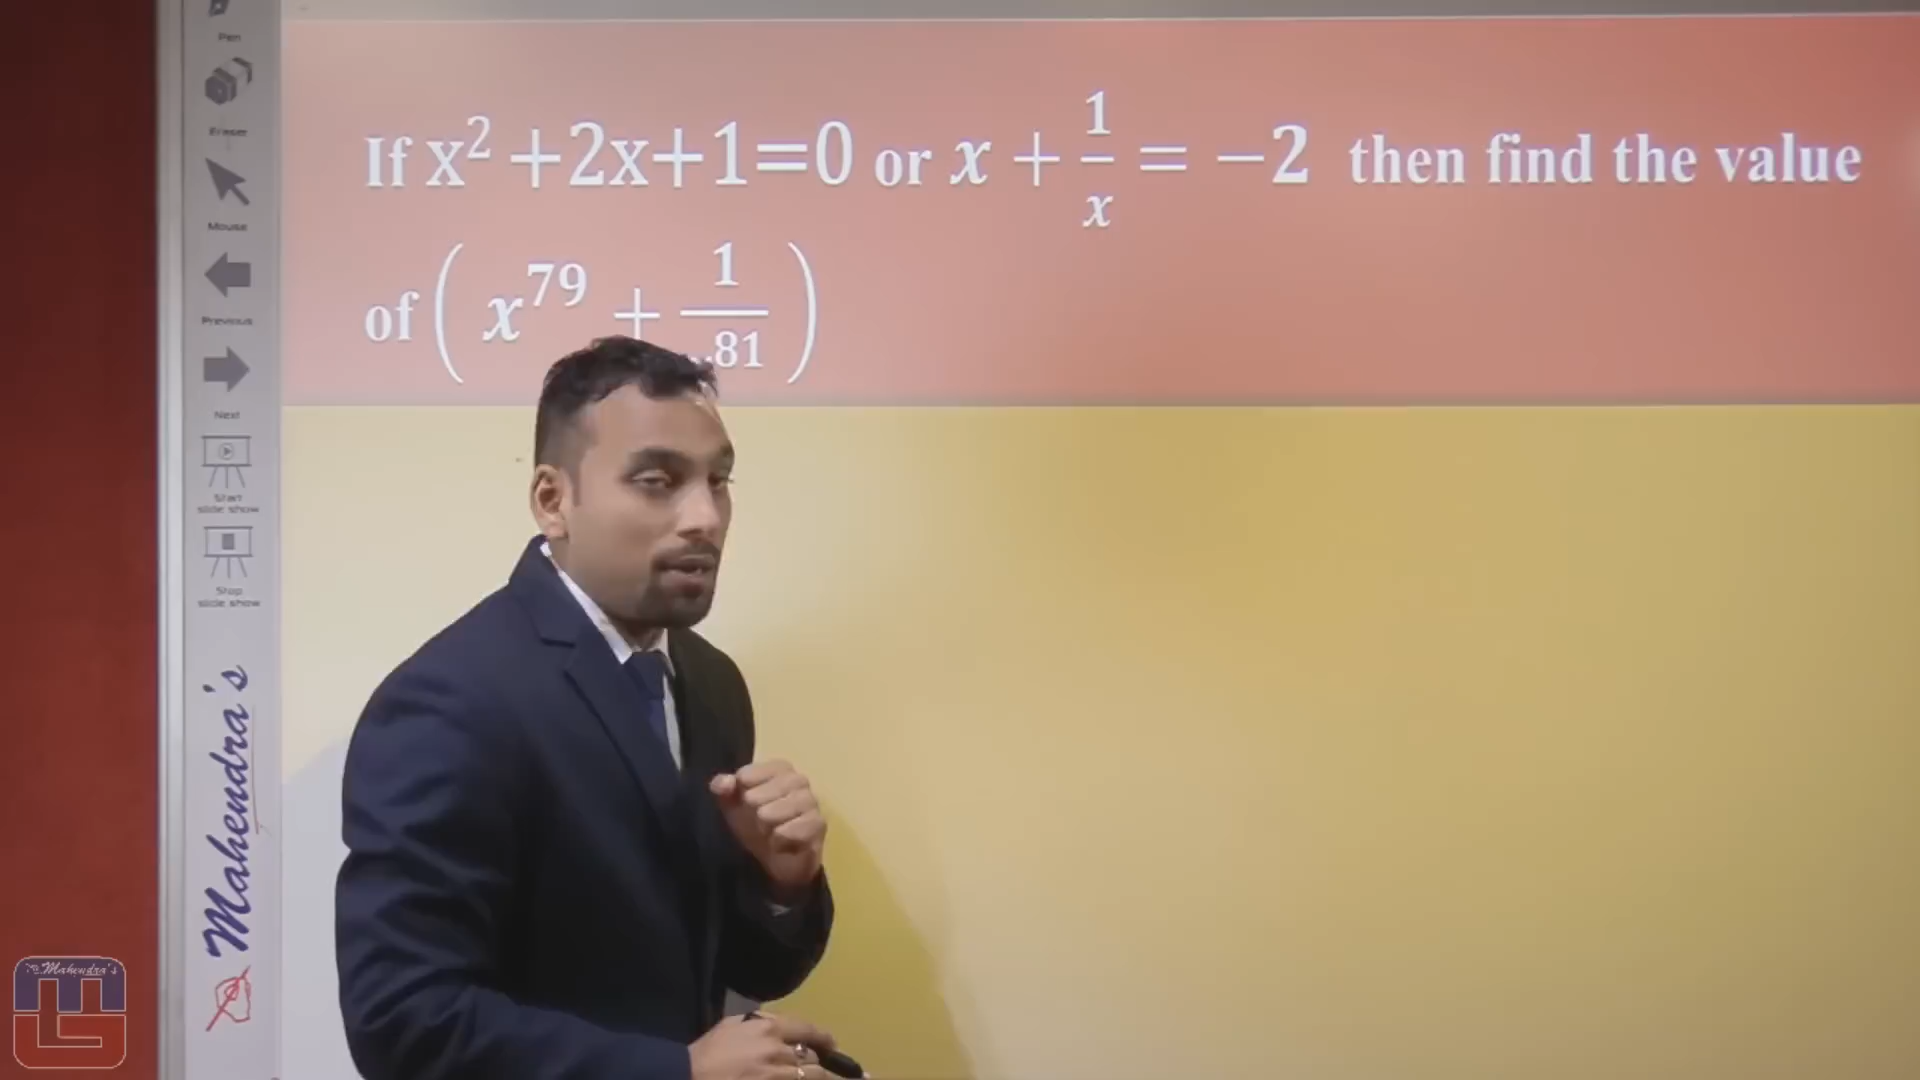 Pen
Eraser
Mouse
Previous
Next
Start
slide show
Stop
slide show
Mahendra's
If x² +2x+1=0 or x + 1/x = −2 then find the value
of ( x⁷⁹ + 1/ ⁸¹ )
Mahendra's